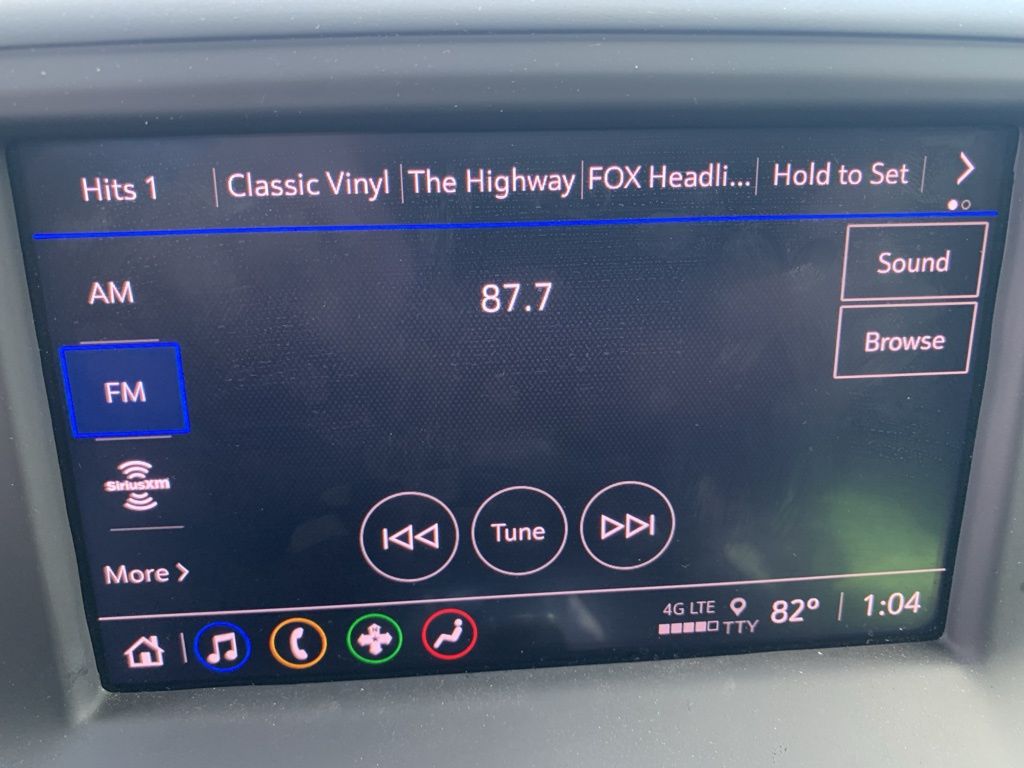 Hits 1 Classic Vinyl The Highway FOX Headli... Hold to Set
AM
87.7
Sound
Browse
FM
SiriusXM
Tune
More
4G LTE
TTY
82° 1:04